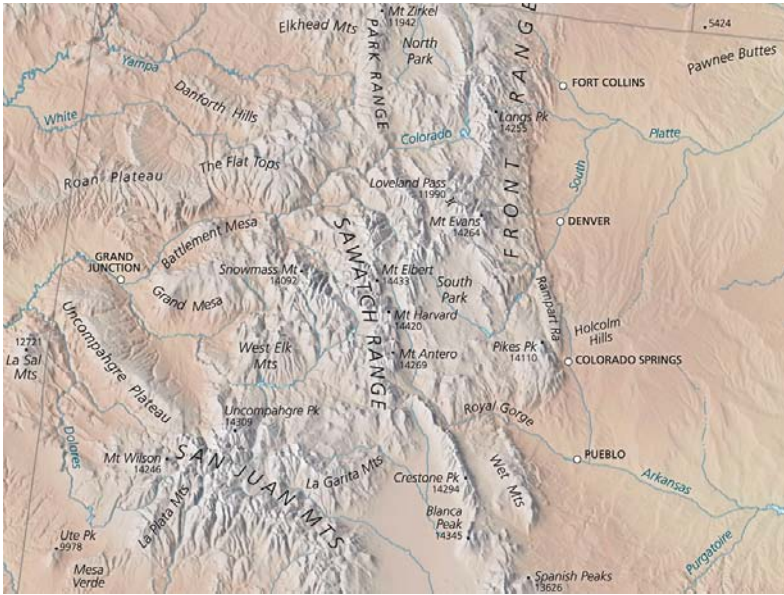 Mt Zirkel
11942
Elkhead Mts
PARK RANGE
North
Park
FRONT RANGE
5424
Pawnee Buttes
Yampa
FORT COLLINS
Danforth Hills
White
Longs Pk
14255
Colorado
Platte
South
The Flat Tops
Roan Plateau
Loveland Pass
11990
Mt Evans
14264
DENVER
Battlement Mesa
SAWATCH RANGE
GRAND
JUNCTION
Snowmass Mt
14092
Mt Elbert
14433
South
Park
Rampart Ra
Grand Mesa
Mt Harvard
14420
Holcolm
Hills
Uncompahgre Plateau
12721
La Sal
Mts
West Elk
Mts
Mt Antero
14269
Pikes Pk
14110
COLORADO SPRINGS
Uncompahgre Pk
14309
Royal Gorge
Dolores
Mt Wilson
14246
SAN JUAN MTS
La Garita Mts
Crestone Pk
14294
Wet Mts
PUEBLO
Arkansas
La Plata Mts
Blanca
Peak
14345
Ute Pk
9978
Mesa
Verde
Purgatoire
Spanish Peaks
13626